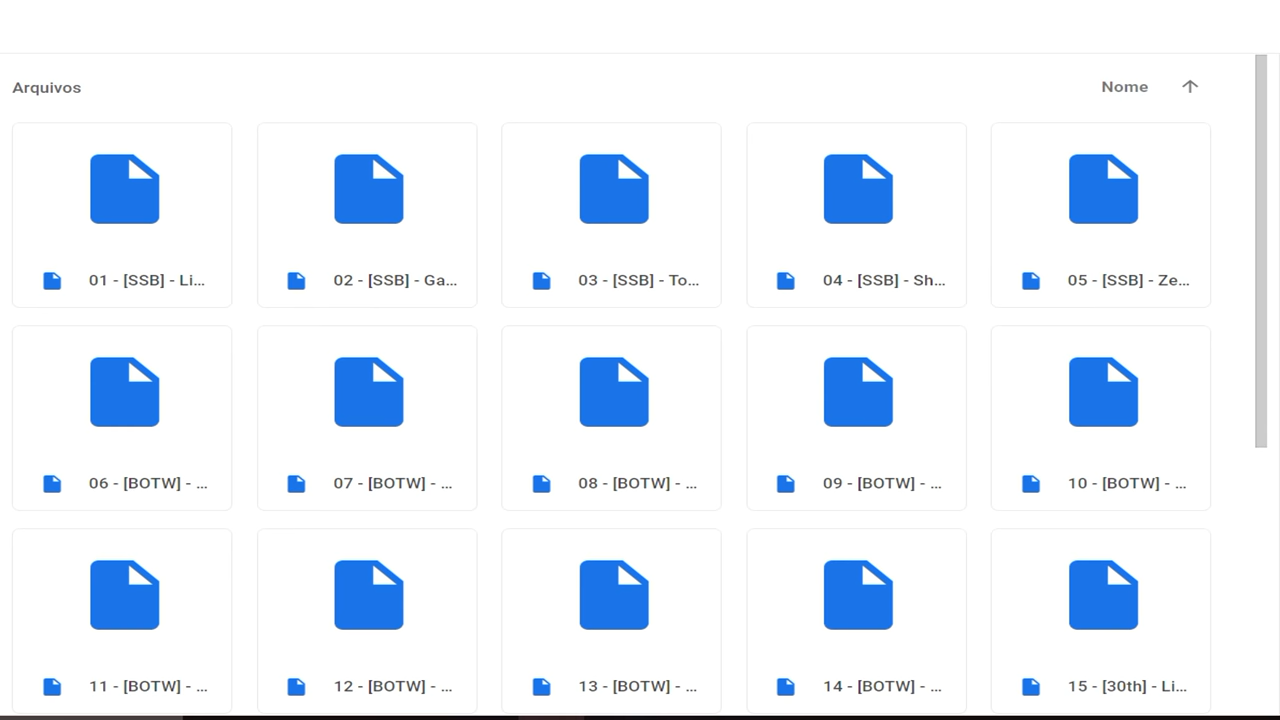 Arquivos
Nome
01 - [SSB] - Li...
02 - [SSB] - Ga...
03 - [SSB] - To...
04 - [SSB] - Sh...
05 - [SSB] - Ze...
06 - [BOTW] - ...
07 - [BOTW] - ...
08 - [BOTW] - ...
09 - [BOTW] - ...
10 - [BOTW] - ...
11 - [BOTW] - ...
12 - [BOTW] - ...
13 - [BOTW] - ...
14 - [BOTW] - ...
15 - [30th] - Li...